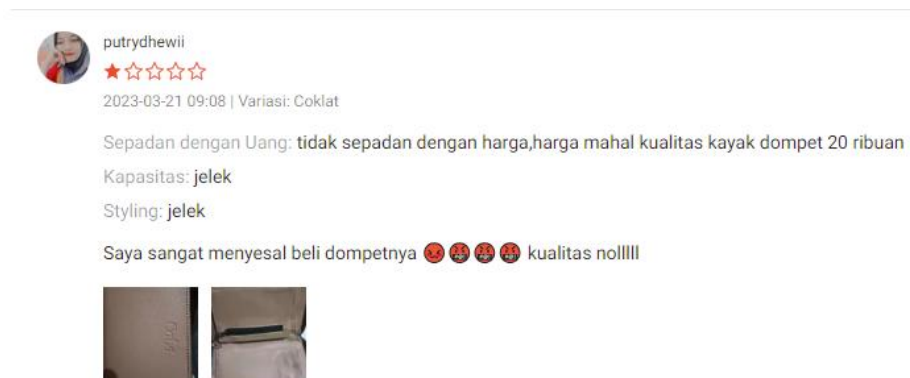 putrydhewii
2023-03-21 09:08 | Variasi: Coklat
Sepadan dengan Uang: tidak sepadan dengan harga,harga mahal kualitas kayak dompet 20 ribuan
Kapasitas: jelek
Styling: jelek
Saya sangat menyesal beli dompetnya 😡🤬🤬🤬 kualitas nolllll